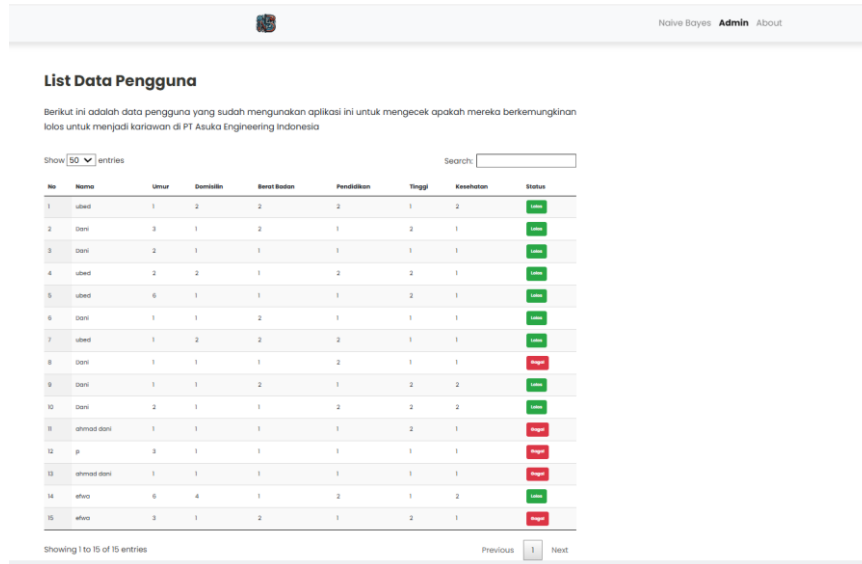 Naive Bayes Admin About
List Data Pengguna
Berikut ini adalah data pengguna yang sudah mengunakan aplikasi ini untuk mengecek apakah mereka berkemungkinan
lolos untuk menjadi kariawan di PT Asuka Engineering Indonesia
Show 50 entries Search:
No Nama Umur Domisilin Berat Badan Pendidikan Tinggi Kesehatan Status
1 ubed 1 2 2 2 1 2 Lolos
2 Dani 3 1 2 1 2 1 Lolos
3 Dani 2 1 1 1 1 1 Lolos
4 ubed 2 2 1 2 2 1 Lolos
5 ubed 6 1 1 1 2 1 Lolos
6 Dani 1 1 2 1 1 1 Lolos
7 ubed 1 2 2 2 1 1 Lolos
8 Dani 1 1 1 2 1 1 Gagal
9 Dani 1 1 2 1 2 2 Lolos
10 Dani 2 1 1 2 2 2 Lolos
11 ahmad dani 1 1 1 1 2 1 Gagal
12 p 3 1 1 1 1 1 Gagal
13 ahmad dani 1 1 1 1 1 1 Gagal
14 efwa 6 4 1 2 1 2 Lolos
15 efwa 3 1 2 1 2 1 Gagal
Showing 1 to 15 of 15 entries Previous 1 Next